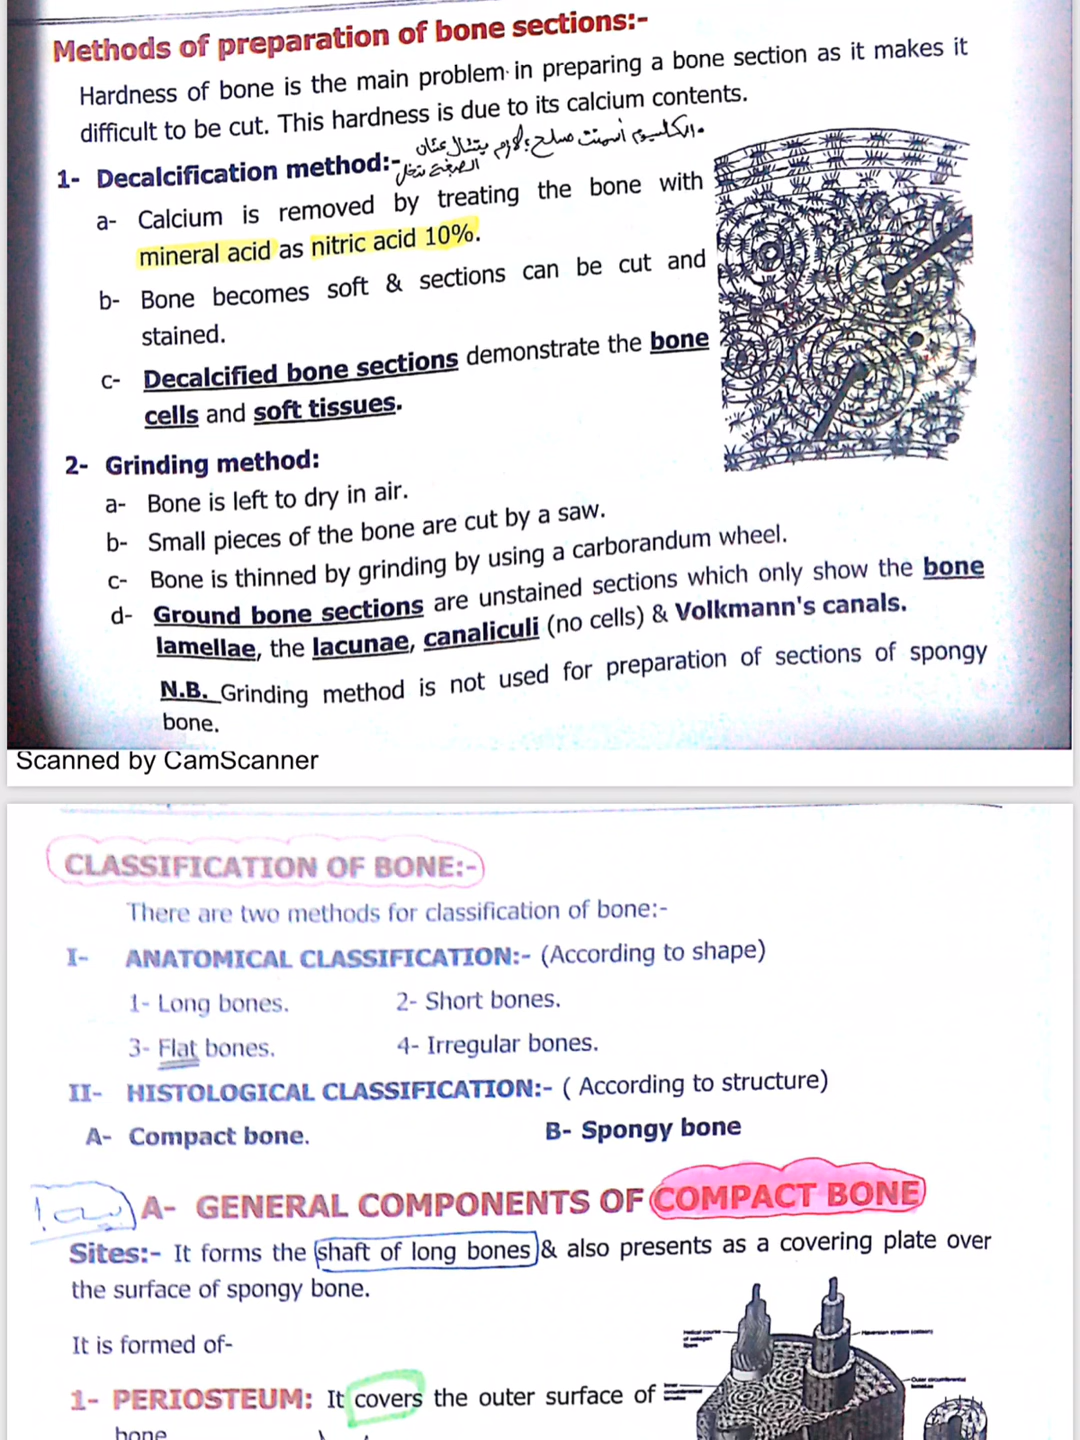 Methods of preparation of bone sections:-
Hardness of bone is the main problem in preparing a bone section as it makes it
difficult to be cut. This hardness is due to its calcium contents.
الكلسيوم أسمنت مسلح ؛ لازم يتشال عشان
1- Decalcification method:-
a- Calcium is removed by treating the bone with
mineral acid as nitric acid 10%.
b- Bone becomes soft & sections can be cut and
stained.
c- Decalcified bone sections demonstrate the bone
cells and soft tissues.
2- Grinding method:
a- Bone is left to dry in air.
b- Small pieces of the bone are cut by a saw.
c- Bone is thinned by grinding by using a carborandum wheel.
d- Ground bone sections are unstained sections which only show the bone
lamellae, the lacunae, canaliculi (no cells) & Volkmann's canals.
N.B. Grinding method is not used for preparation of sections of spongy
bone.
Scanned by CamScanner
CLASSIFICATION OF BONE:-
There are two methods for classification of bone:-
I- ANATOMICAL CLASSIFICATION:- (According to shape)
1- Long bones. 2- Short bones.
3- Flat bones. 4- Irregular bones.
II- HISTOLOGICAL CLASSIFICATION:- ( According to structure)
A- Compact bone. B- Spongy bone
A- GENERAL COMPONENTS OF COMPACT BONE
Sites:- It forms the shaft of long bones & also presents as a covering plate over
the surface of spongy bone.
It is formed of-
1- PERIOSTEUM: It covers the outer surface of
bone